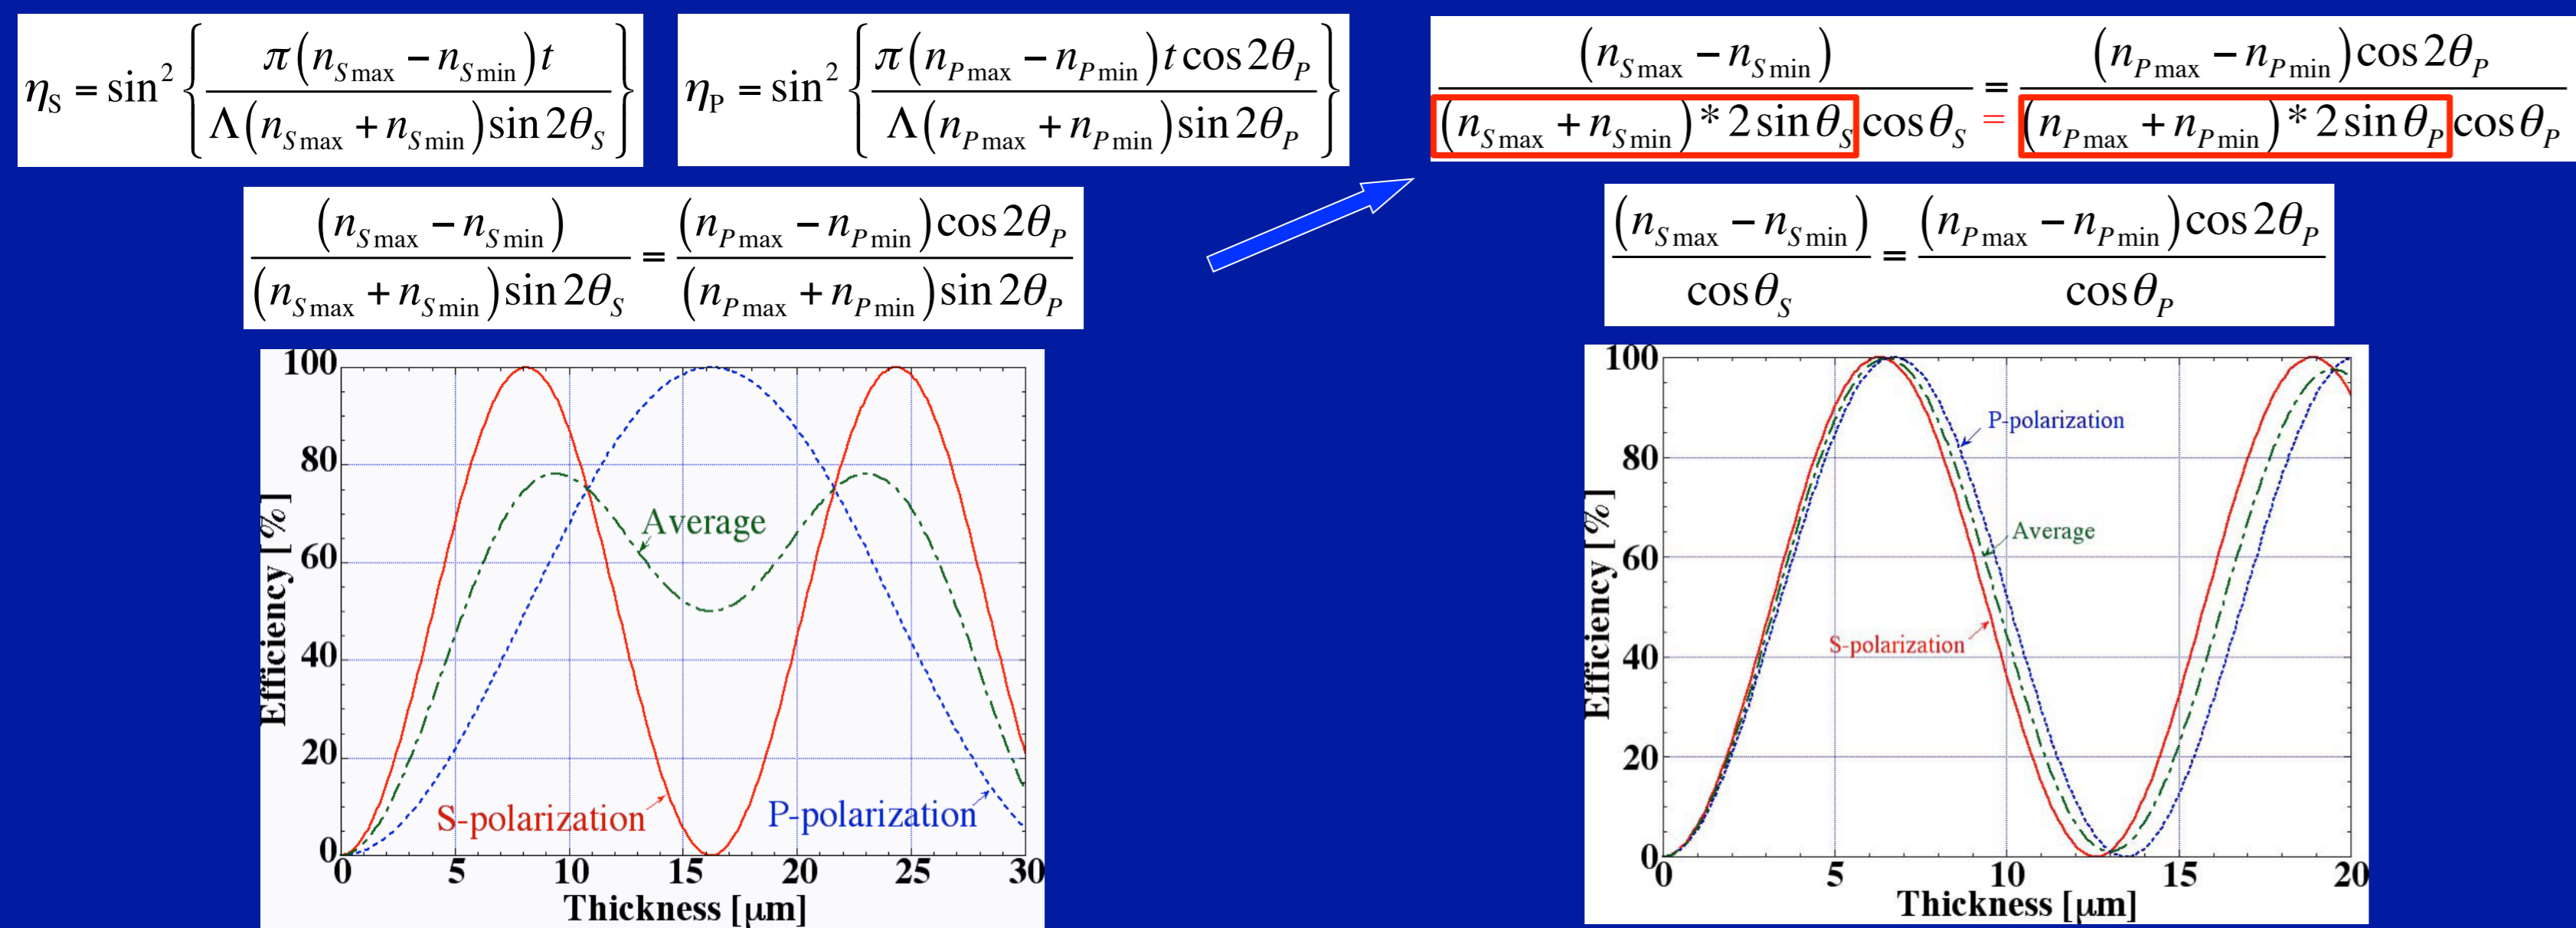 η_S = sin² { π(n_Smax − n_Smin)t / Λ(n_Smax + n_Smin)sin2θ_S }
η_P = sin² { π(n_Pmax − n_Pmin)t cos2θ_P / Λ(n_Pmax + n_Pmin)sin2θ_P }
(n_Smax − n_Smin) / (n_Smax + n_Smin)*2sinθ_S cosθ_S = (n_Pmax − n_Pmin)cos2θ_P / (n_Pmax + n_Pmin)*2sinθ_P cosθ_P
=
(n_Smax − n_Smin) / (n_Smax + n_Smin)sin2θ_S = (n_Pmax − n_Pmin)cos2θ_P / (n_Pmax + n_Pmin)sin2θ_P
(n_Smax − n_Smin) / cosθ_S = (n_Pmax − n_Pmin)cos2θ_P / cosθ_P
Efficiency [%]
100
80
60
40
20
0
Average
S-polarization
P-polarization
0 5 10 15 20 25 30
Thickness [μm]
Efficiency [%]
100
80
60
40
20
0
P-polarization
Average
S-polarization
0 5 10 15 20
Thickness [μm]